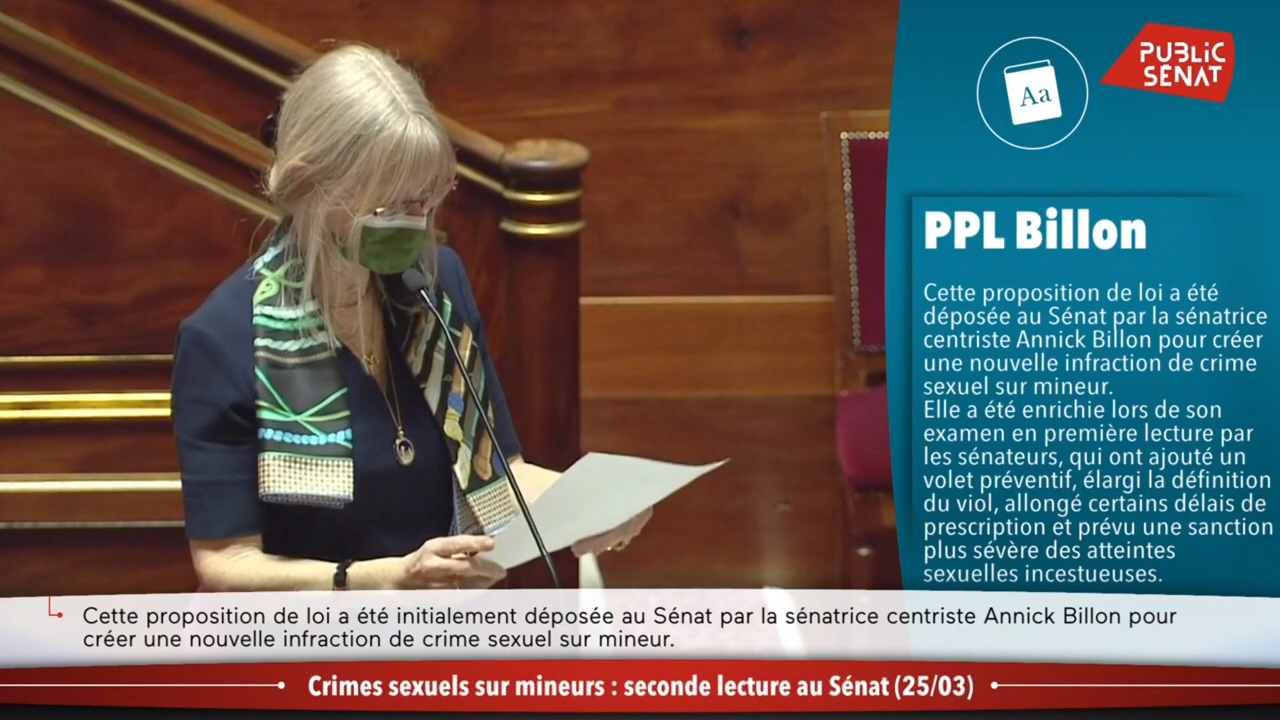 PUBLIC
SÉNAT
Aa
PPL Billon
Cette proposition de loi a été
déposée au Sénat par la sénatrice
centriste Annick Billon pour créer
une nouvelle infraction de crime
sexuel sur mineur.
Elle a été enrichie lors de son
examen en première lecture par
les sénateurs, qui ont ajouté un
volet préventif, élargi la définition
du viol, allongé certains délais de
prescription et prévu une sanction
plus sévère des atteintes
sexuelles incestueuses.
Cette proposition de loi a été initialement déposée au Sénat par la sénatrice centriste Annick Billon pour
créer une nouvelle infraction de crime sexuel sur mineur.
Crimes sexuels sur mineurs : seconde lecture au Sénat (25/03)